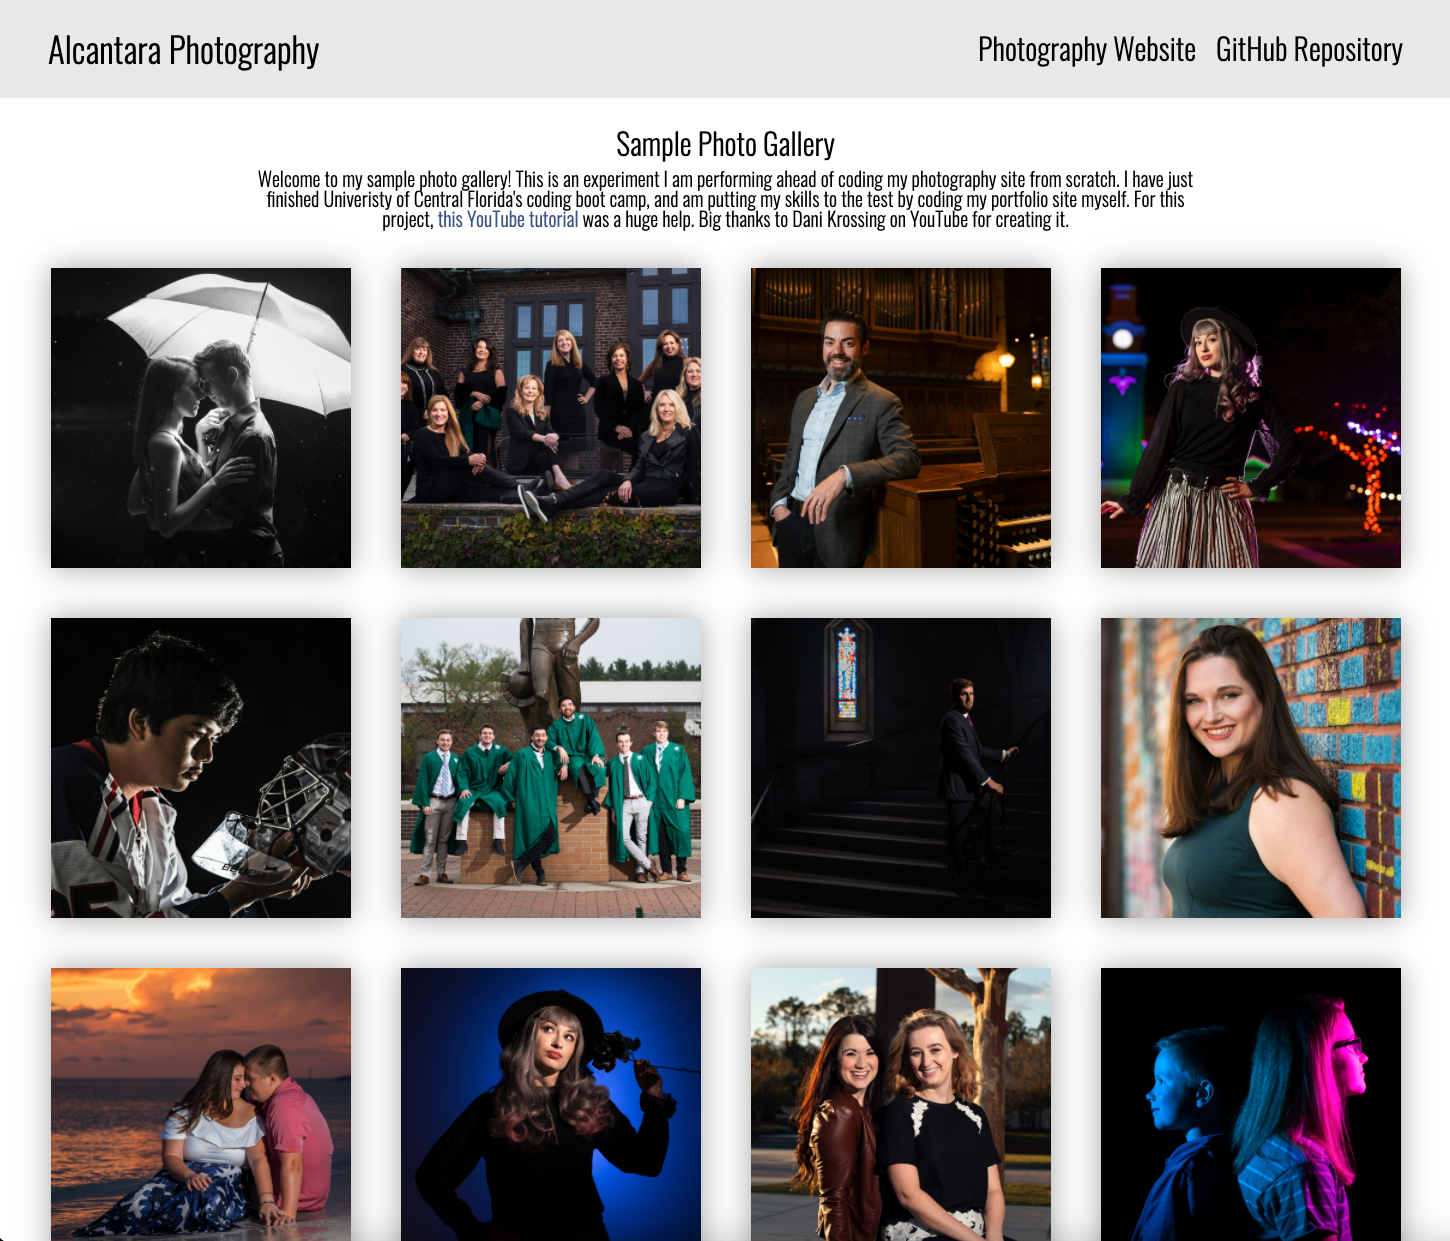 Alcantara Photography
Photography Website GitHub Repository
Sample Photo Gallery
Welcome to my sample photo gallery! This is an experiment I am performing ahead of coding my photography site from scratch. I have just
finished Univeristy of Central Florida's coding boot camp, and am putting my skills to the test by coding my portfolio site myself. For this
project, this YouTube tutorial was a huge help. Big thanks to Dani Krossing on YouTube for creating it.